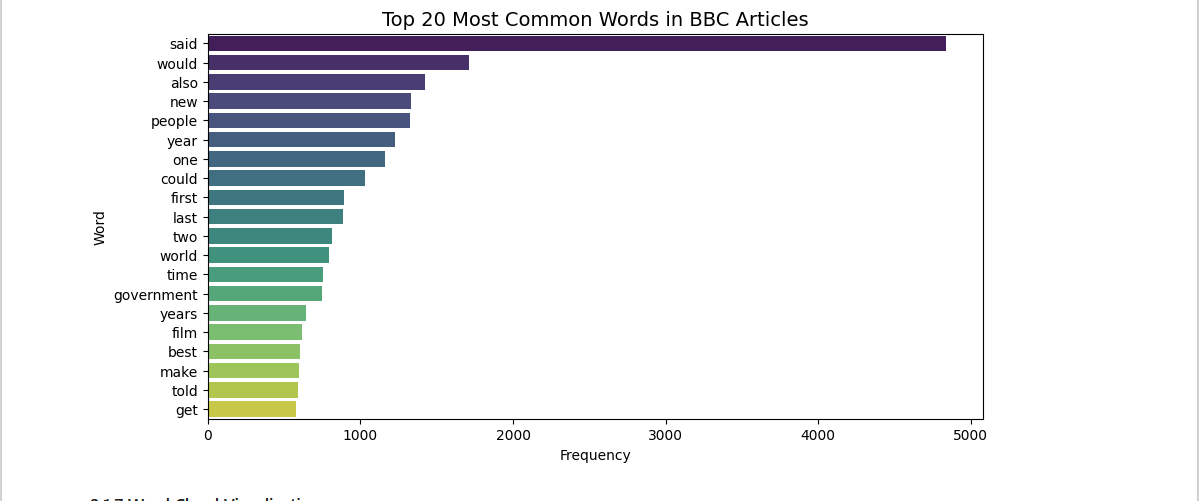 Top 20 Most Common Words in BBC Articles
said
would
also
new
people
year
one
could
first
last
two
world
time
government
years
film
best
make
told
get
Word
0 1000 2000 3000 4000 5000
Frequency